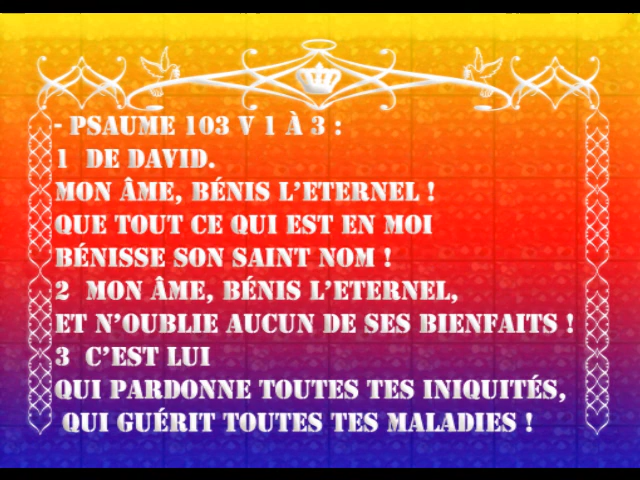 - PSAUME 103 V 1 À 3 :
1 DE DAVID.
MON ÂME, BÉNIS L’ETERNEL !
QUE TOUT CE QUI EST EN MOI
BÉNISSE SON SAINT NOM !
2 MON ÂME, BÉNIS L’ETERNEL,
ET N’OUBLIE AUCUN DE SES BIENFAITS !
3 C’EST LUI
QUI PARDONNE TOUTES TES INIQUITÉS,
QUI GUÉRIT TOUTES TES MALADIES !